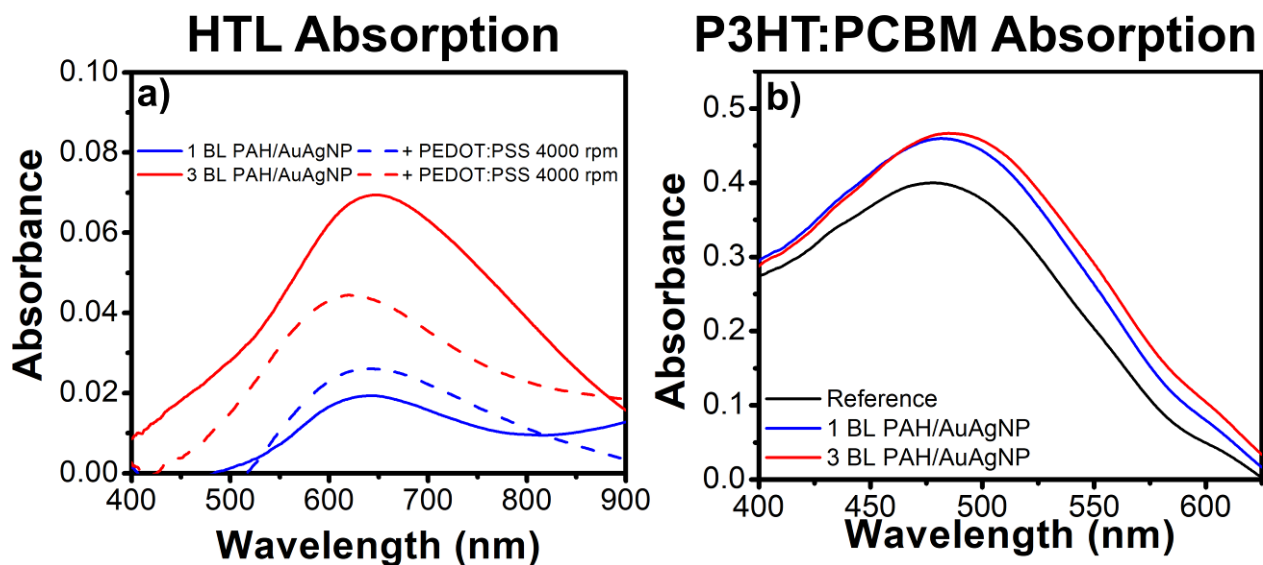 HTL Absorption
a)
0.10
0.08
0.06
0.04
0.02
0.00
Absorbance
1 BL PAH/AuAgNP + PEDOT:PSS 4000 rpm
3 BL PAH/AuAgNP + PEDOT:PSS 4000 rpm
400 500 600 700 800 900
Wavelength (nm)
P3HT:PCBM Absorption
b)
0.5
0.4
0.3
0.2
0.1
0.0
Absorbance
Reference
1 BL PAH/AuAgNP
3 BL PAH/AuAgNP
400 450 500 550 600
Wavelength (nm)